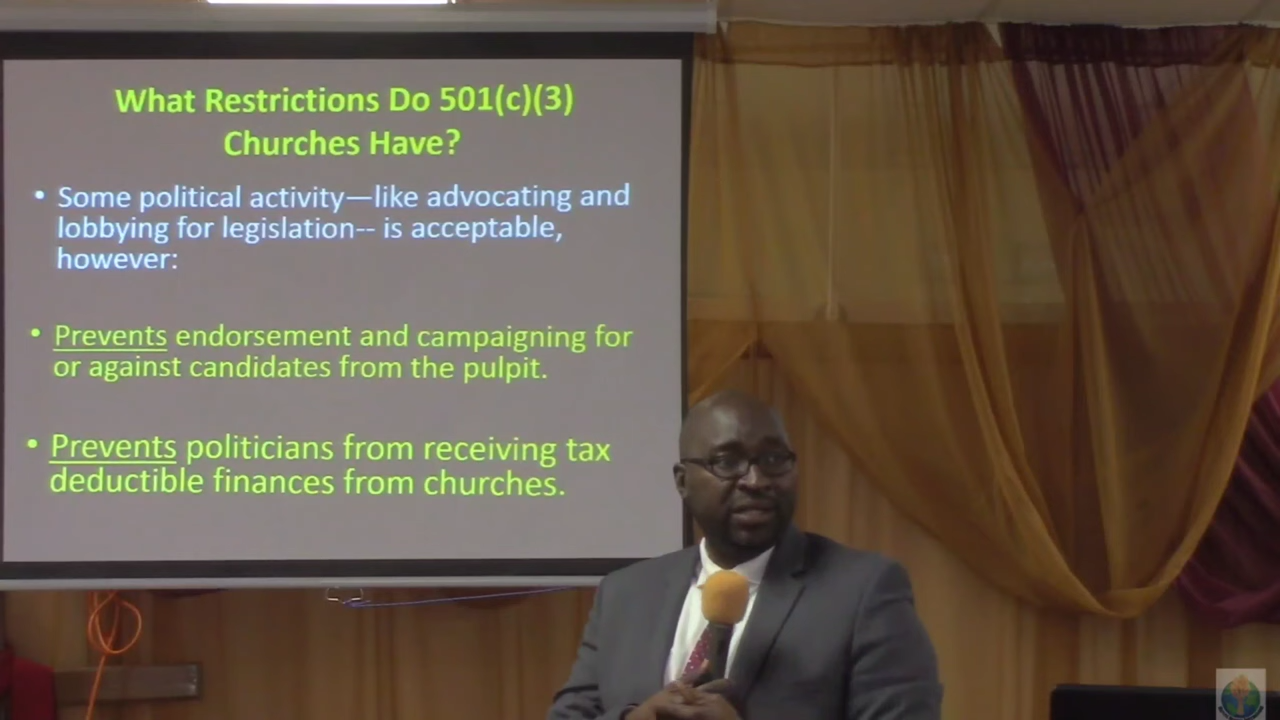 What Restrictions Do 501(c)(3)
Churches Have?
• Some political activity—like advocating and
lobbying for legislation-- is acceptable,
however:
• Prevents endorsement and campaigning for
or against candidates from the pulpit.
• Prevents politicians from receiving tax
deductible finances from churches.